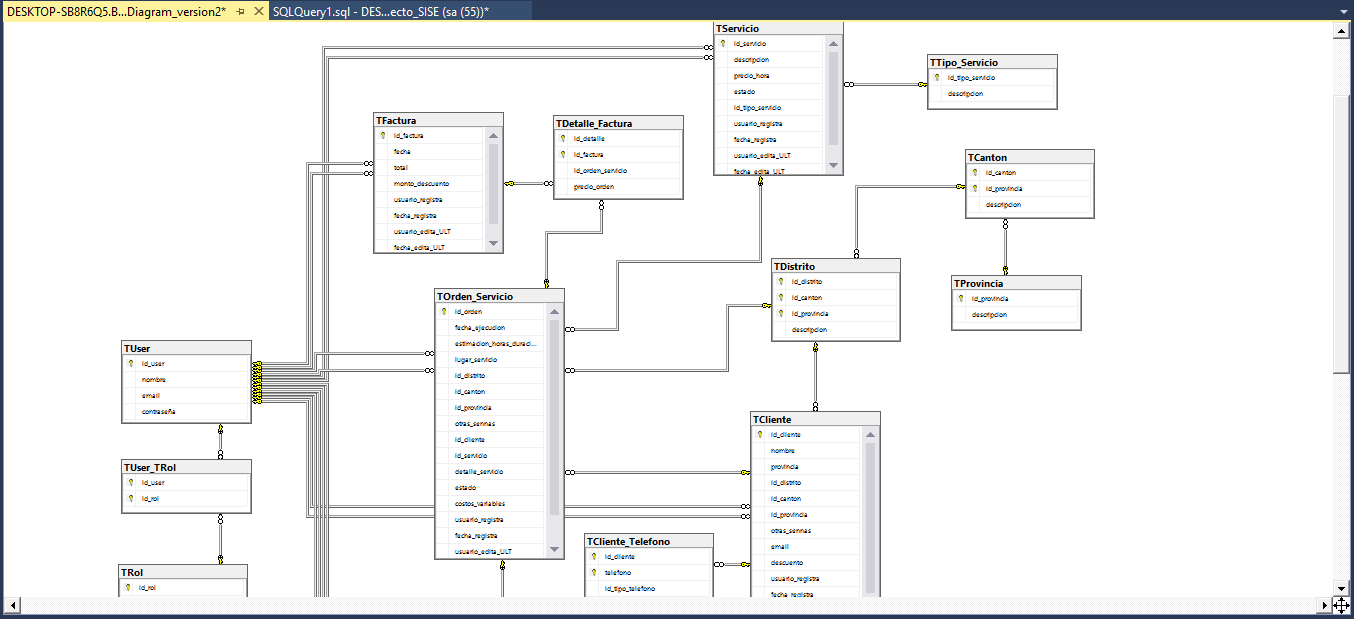 DESKTOP-SB8R6Q5.B...Diagram_version2*
SQLQuery1.sql - DES...ecto_SISE (sa (55))*
TServicio
id_servicio
descripcion
precio_hora
estado
id_tipo_servicio
usuario_registra
fecha_registra
usuario_edita_ULT
fecha_edita_ULT
TTipo_Servicio
id_tipo_servicio
descripcion
TFactura
id_factura
fecha
total
monto_descuento
usuario_registra
fecha_registra
usuario_edita_ULT
fecha_edita_ULT
TDetalle_Factura
id_detalle
id_factura
id_orden_servicio
precio_orden
TCanton
id_canton
id_provincia
descripcion
TDistrito
id_distrito
id_canton
id_provincia
descripcion
TProvincia
id_provincia
descripcion
TOrden_Servicio
id_orden
fecha_ejecucion
estimacion_horas_duraci...
lugar_servicio
id_distrito
id_canton
id_provincia
otras_sennas
id_cliente
id_servicio
detalle_servicio
estado
costos_variables
usuario_registra
fecha_registra
usuario_edita_ULT
TUser
id_user
nombre
email
contraseña
TUser_TRol
id_user
id_rol
TRol
id_rol
TCliente
id_cliente
nombre
provincia
id_distrito
id_canton
id_provincia
otras_sennas
email
descuento
usuario_registra
fecha_registra
TCliente_Telefono
id_cliente
telefono
id_tipo_telefono